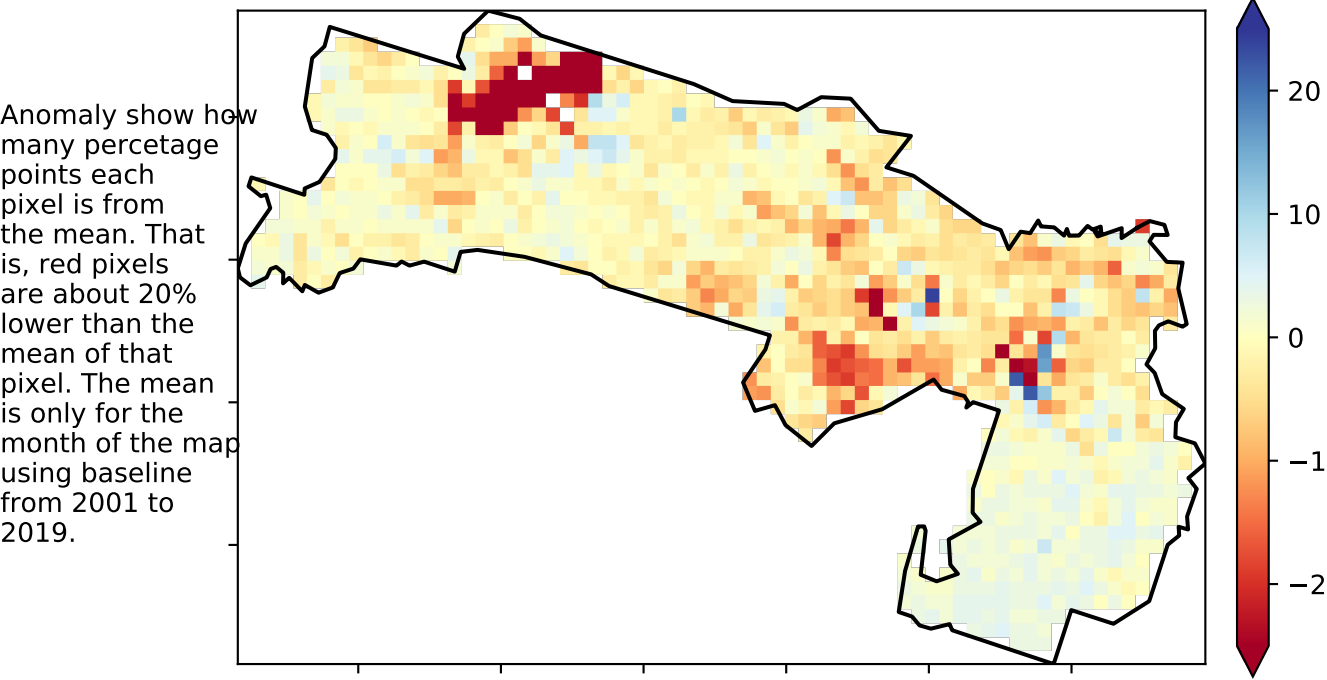 Anomaly show how
many percetage
points each
pixel is from
the mean. That
is, red pixels
are about 20%
lower than the
mean of that
pixel. The mean
is only for the
month of the map
using baseline
from 2001 to
2019.
20
10
0
−1
−2